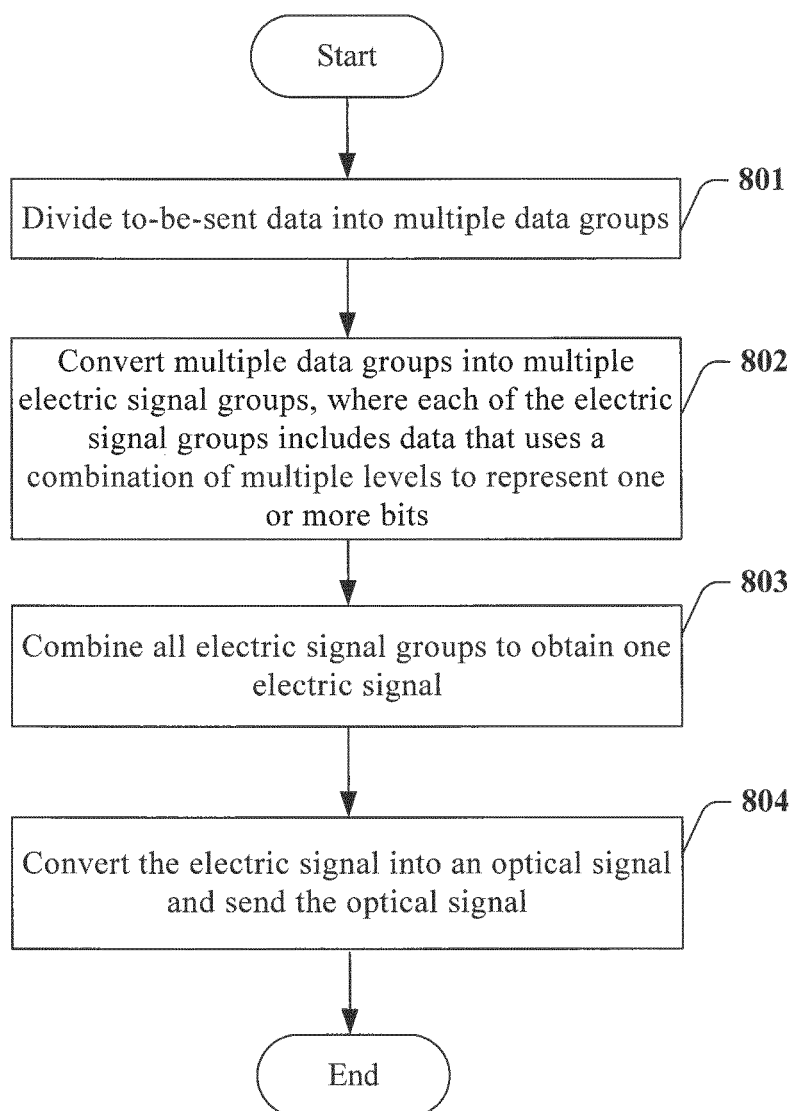 Start
801
Divide to-be-sent data into multiple data groups
802
Convert multiple data groups into multiple
electric signal groups, where each of the electric
signal groups includes data that uses a
combination of multiple levels to represent one
or more bits
803
Combine all electric signal groups to obtain one
electric signal
804
Convert the electric signal into an optical signal
and send the optical signal
End